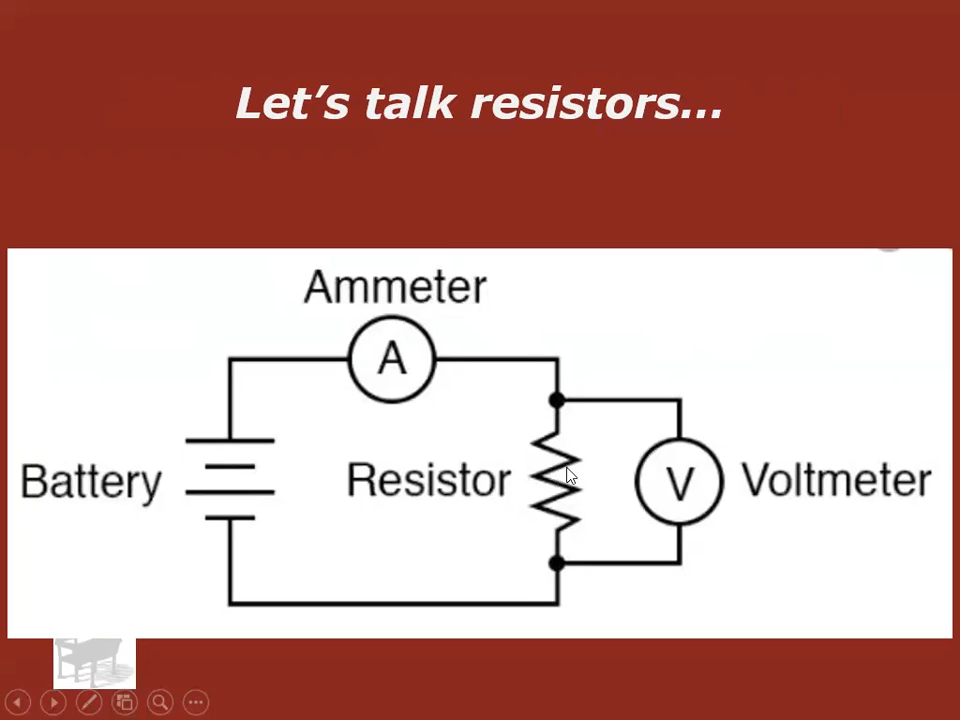 Let’s talk resistors…
Ammeter
A
Battery
Resistor
V
Voltmeter